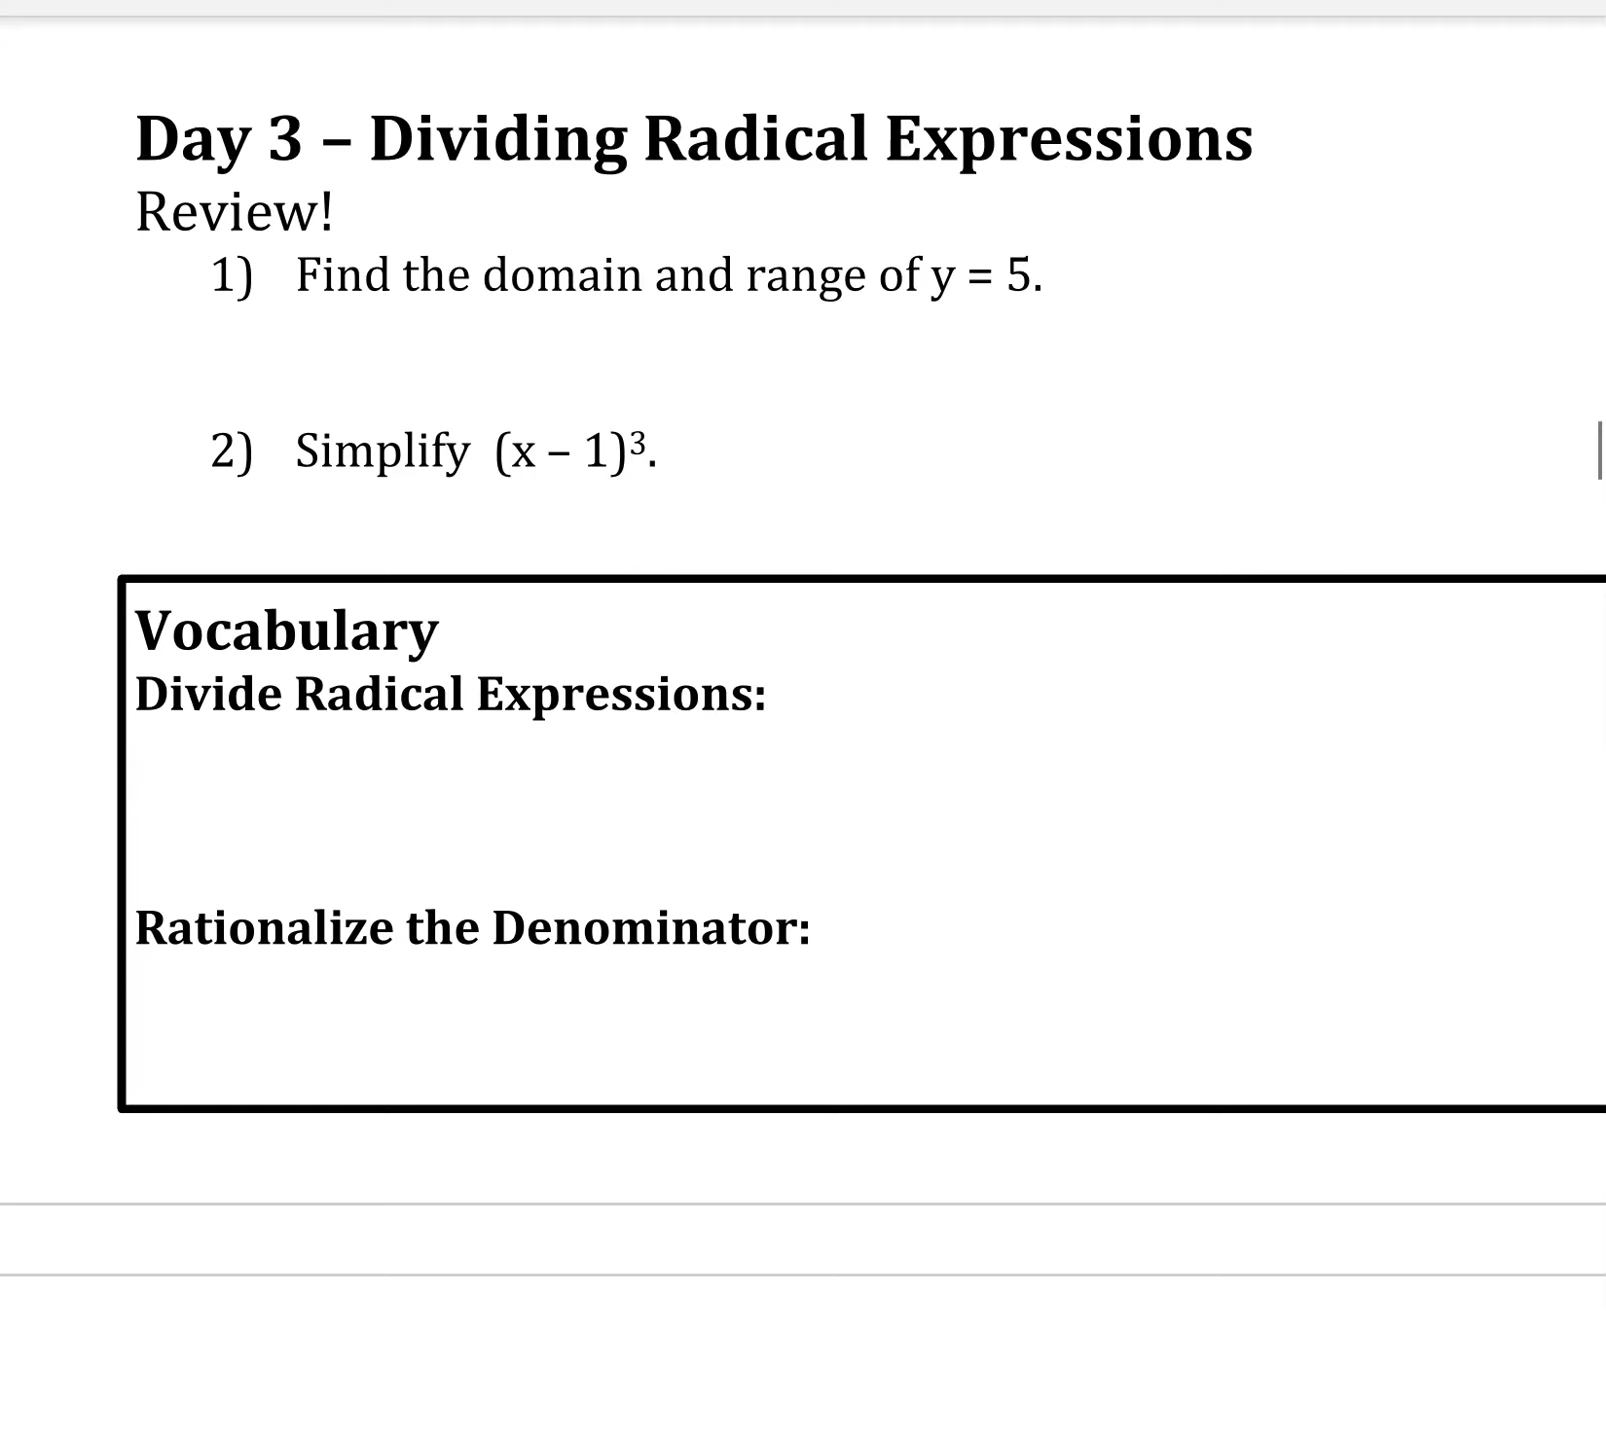 Day 3 – Dividing Radical Expressions
Review!
1) Find the domain and range of y = 5.
2) Simplify (x – 1)³.
Vocabulary
Divide Radical Expressions:
Rationalize the Denominator: